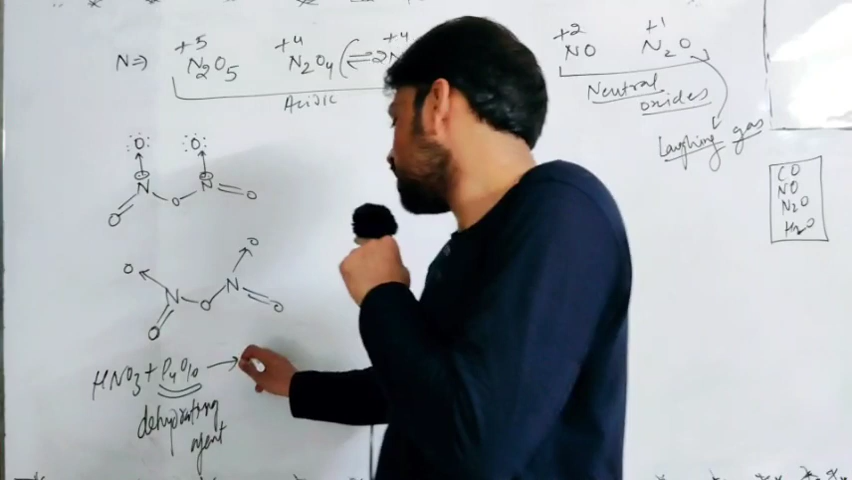 +5 +4 +4 +2 +1
N⇒ N2O5 N2O4 (⇌2N NO N2O
Acidic
Neutral
oxides
Laughing gas
CO
NO
N2O
H2O
:O: :O:
N N
O O O
O O
N N
O O O
HNO3 + P4O10 →
dehydrating
agent